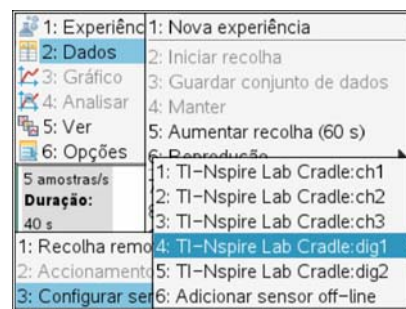 1: Experiênc
2: Dados
3: Gráfico
4: Analisar
5: Ver
6: Opções
1: Nova experiência
2: Iniciar recolha
3: Guardar conjunto de dados
4: Manter
5: Aumentar recolha (60 s)
6: Reprodução
5 amostras/s
Duração:
40 s
1: Recolha remo
2: Accionamento
3: Configurar ser
1: TI-Nspire Lab Cradle:ch1
2: TI-Nspire Lab Cradle:ch2
3: TI-Nspire Lab Cradle:ch3
4: TI-Nspire Lab Cradle:dig1
5: TI-Nspire Lab Cradle:dig2
6: Adicionar sensor off-line